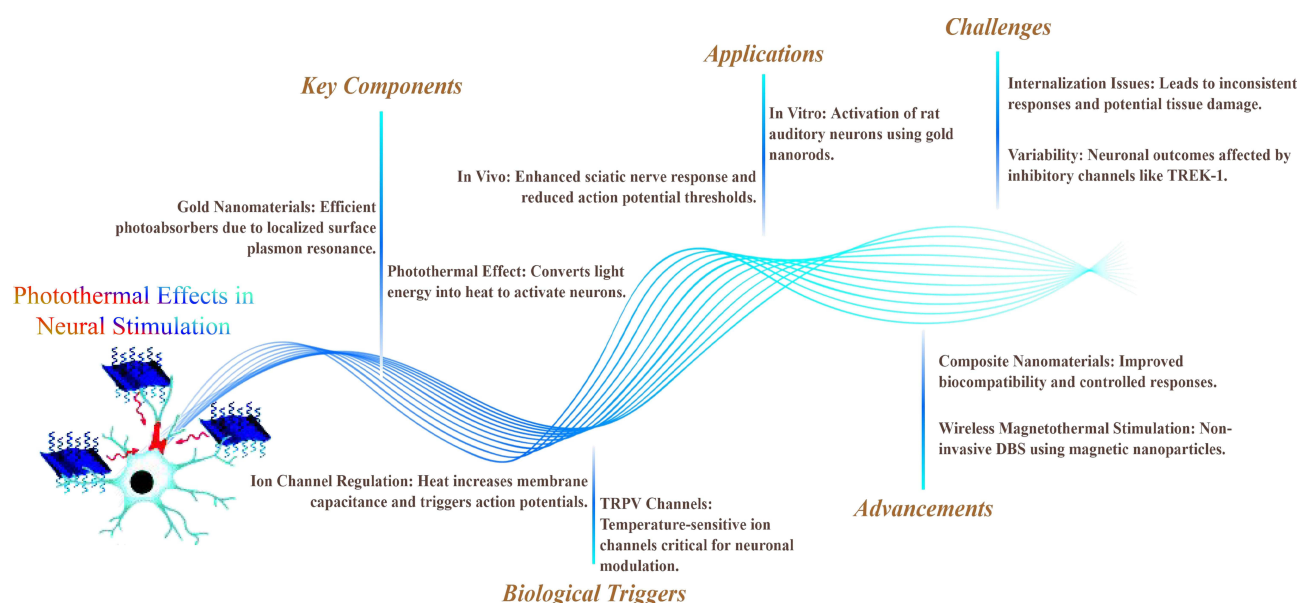 Photothermal Effects in
Neural Stimulation
Key Components
Gold Nanomaterials: Efficient
photoabsorbers due to localized surface
plasmon resonance.
Photothermal Effect: Converts light
energy into heat to activate neurons.
Ion Channel Regulation: Heat increases membrane
capacitance and triggers action potentials.
TRPV Channels:
Temperature-sensitive ion
channels critical for neuronal
modulation.
Biological Triggers
Applications
In Vitro: Activation of rat
auditory neurons using gold
nanorods.
In Vivo: Enhanced sciatic nerve response and
reduced action potential thresholds.
Challenges
Internalization Issues: Leads to inconsistent
responses and potential tissue damage.
Variability: Neuronal outcomes affected by
inhibitory channels like TREK-1.
Composite Nanomaterials: Improved
biocompatibility and controlled responses.
Wireless Magnetothermal Stimulation: Non-
invasive DBS using magnetic nanoparticles.
Advancements